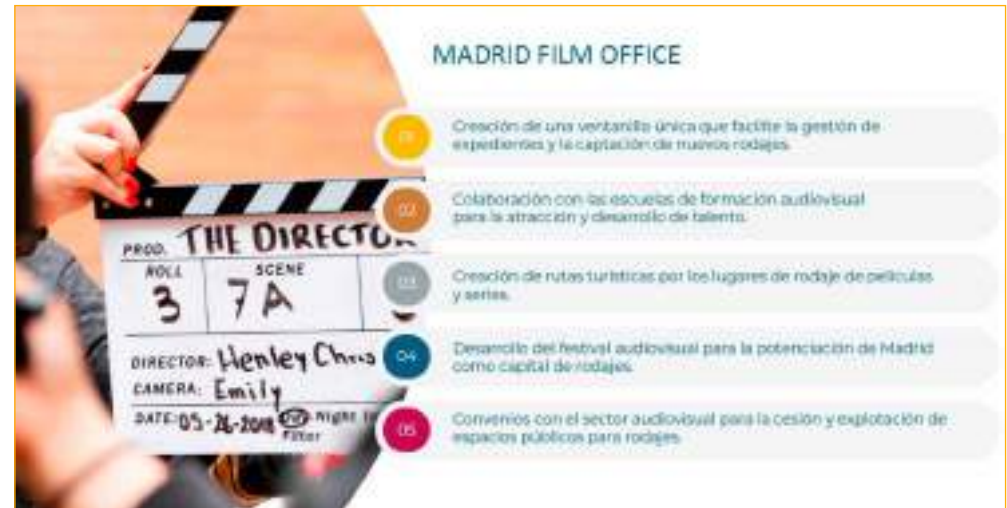 MADRID FILM OFFICE
01
Creación de una ventanilla única que facilite la gestión de
expedientes y la captación de nuevos rodajes.
02
Colaboración con las escuelas de formación audiovisual
para la atracción y desarrollo de talento.
03
Creación de rutas turísticas por los lugares de rodaje de películas
y series.
04
Desarrollo del festival audiovisual para la potenciación de Madrid
como capital de rodajes.
05
Convenios con el sector audiovisual para la cesión y explotación de
espacios públicos para rodajes.
PROD. THE DIRECTOR
ROLL SCENE
3 7A
DIRECTOR: Henley Chris
CAMERA: Emily
DATE: 05-26-2018 Night
Filter